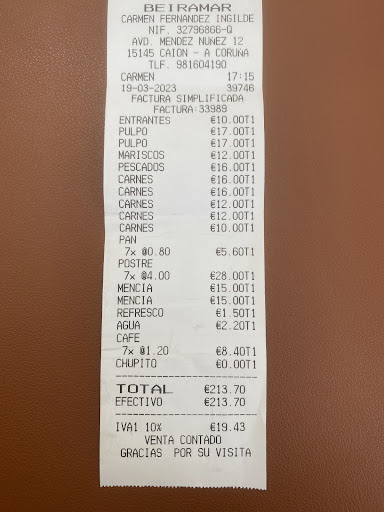 BEIRAMAR
CARMEN FERNANDEZ INGILDE
NIF. 32796866-Q
AVD. MENDEZ NUÑEZ 12
15145 CAION - A CORUÑA
TLF. 981604190
CARMEN 17:15
19-03-2023 39746
FACTURA SIMPLIFICADA
FACTURA:33989
ENTRANTES €10.00T1
PULPO €17.00T1
PULPO €17.00T1
MARISCOS €12.00T1
PESCADOS €16.00T1
CARNES €16.00T1
CARNES €16.00T1
CARNES €12.00T1
CARNES €12.00T1
CARNES €10.00T1
PAN
7x @0.80 €5.60T1
POSTRE
7x @4.00 €28.00T1
MENCIA €15.00T1
MENCIA €15.00T1
REFRESCO €1.50T1
AGUA €2.20T1
CAFE
7x @1.20 €8.40T1
CHUPITO €0.00T1
TOTAL €213.70
EFECTIVO €213.70
IVA1 10% €19.43
VENTA CONTADO
GRACIAS POR SU VISITA